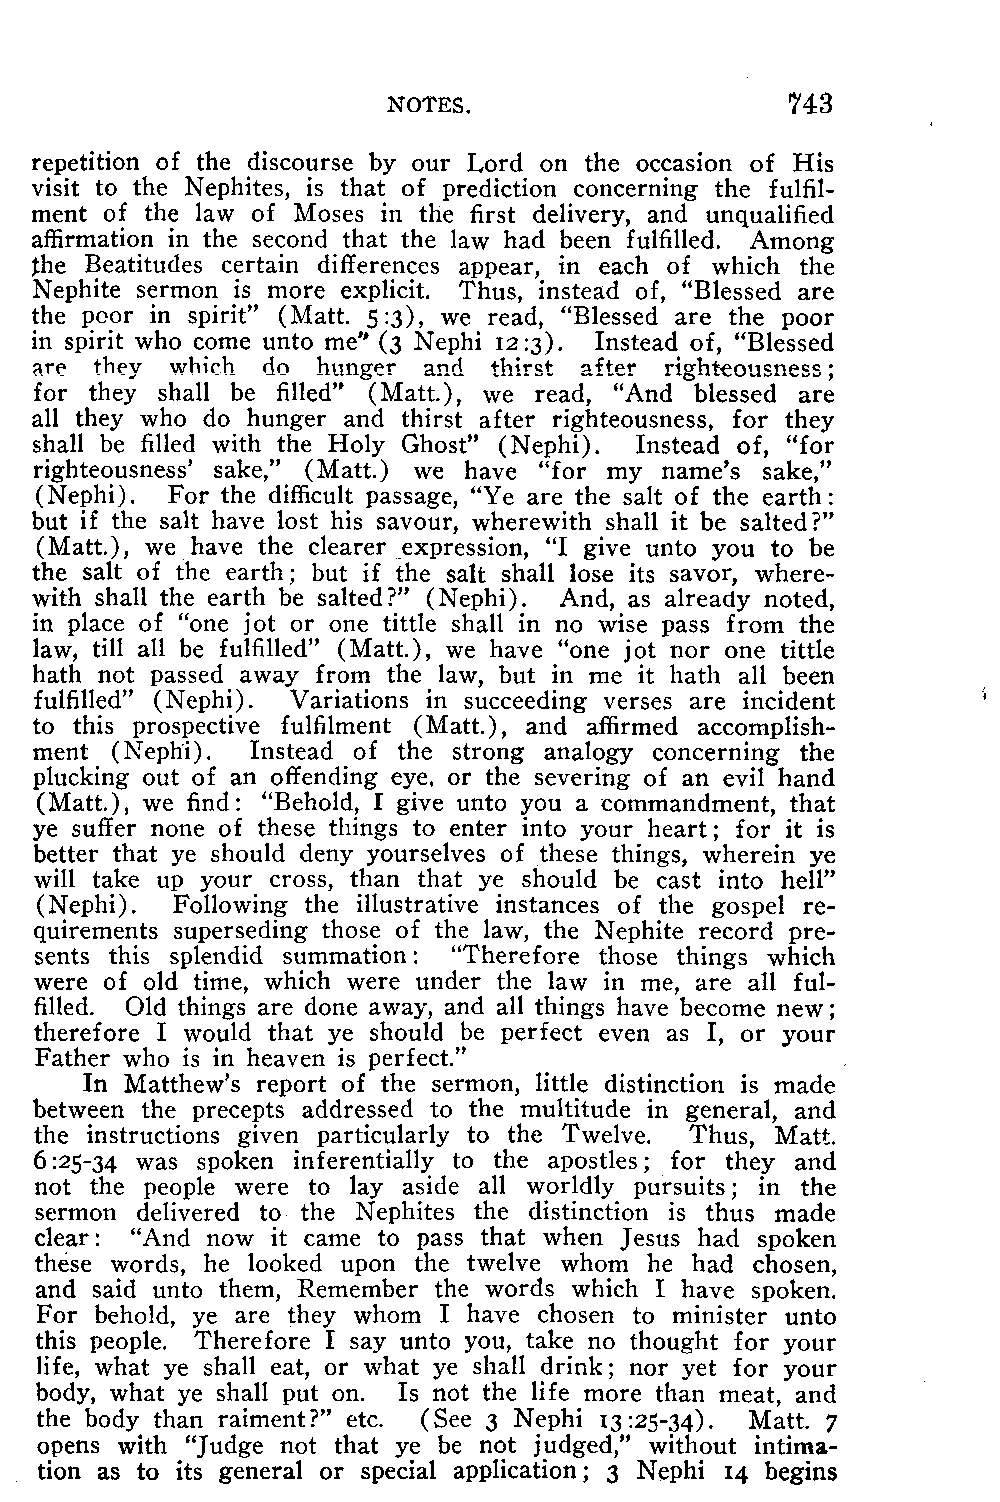 NOTES. 743
repetition of the discourse by our Lord on the occasion of His
visit to the Nephites, is that of prediction concerning the fulfil-
ment of the law of Moses in the first delivery, and unqualified
affirmation in the second that the law had been fulfilled. Among
the Beatitudes certain differences appear, in each of which the
Nephite sermon is more explicit. Thus, instead of, “Blessed are
the poor in spirit” (Matt. 5:3), we read, “Blessed are the poor
in spirit who come unto me” (3 Nephi 12:3). Instead of, “Blessed
are they which do hunger and thirst after righteousness;
for they shall be filled” (Matt.), we read, “And blessed are
all they who do hunger and thirst after righteousness, for they
shall be filled with the Holy Ghost” (Nephi). Instead of, “for
righteousness’ sake,” (Matt.) we have “for my name’s sake,”
(Nephi). For the difficult passage, “Ye are the salt of the earth:
but if the salt have lost his savour, wherewith shall it be salted?”
(Matt.), we have the clearer expression, “I give unto you to be
the salt of the earth; but if the salt shall lose its savor, where-
with shall the earth be salted?” (Nephi). And, as already noted,
in place of “one jot or one tittle shall in no wise pass from the
law, till all be fulfilled” (Matt.), we have “one jot nor one tittle
hath not passed away from the law, but in me it hath all been
fulfilled” (Nephi). Variations in succeeding verses are incident
to this prospective fulfilment (Matt.), and affirmed accomplish-
ment (Nephi). Instead of the strong analogy concerning the
plucking out of an offending eye, or the severing of an evil hand
(Matt.), we find: “Behold, I give unto you a commandment, that
ye suffer none of these things to enter into your heart; for it is
better that ye should deny yourselves of these things, wherein ye
will take up your cross, than that ye should be cast into hell”
(Nephi). Following the illustrative instances of the gospel re-
quirements superseding those of the law, the Nephite record pre-
sents this splendid summation: “Therefore those things which
were of old time, which were under the law in me, are all ful-
filled. Old things are done away, and all things have become new;
therefore I would that ye should be perfect even as I, or your
Father who is in heaven is perfect.”
In Matthew’s report of the sermon, little distinction is made
between the precepts addressed to the multitude in general, and
the instructions given particularly to the Twelve. Thus, Matt.
6:25-34 was spoken inferentially to the apostles; for they and
not the people were to lay aside all worldly pursuits; in the
sermon delivered to the Nephites the distinction is thus made
clear: “And now it came to pass that when Jesus had spoken
these words, he looked upon the twelve whom he had chosen,
and said unto them, Remember the words which I have spoken.
For behold, ye are they whom I have chosen to minister unto
this people. Therefore I say unto you, take no thought for your
life, what ye shall eat, or what ye shall drink; nor yet for your
body, what ye shall put on. Is not the life more than meat, and
the body than raiment?” etc. (See 3 Nephi 13:25-34). Matt. 7
opens with “Judge not that ye be not judged,” without intima-
tion as to its general or special application; 3 Nephi 14 begins